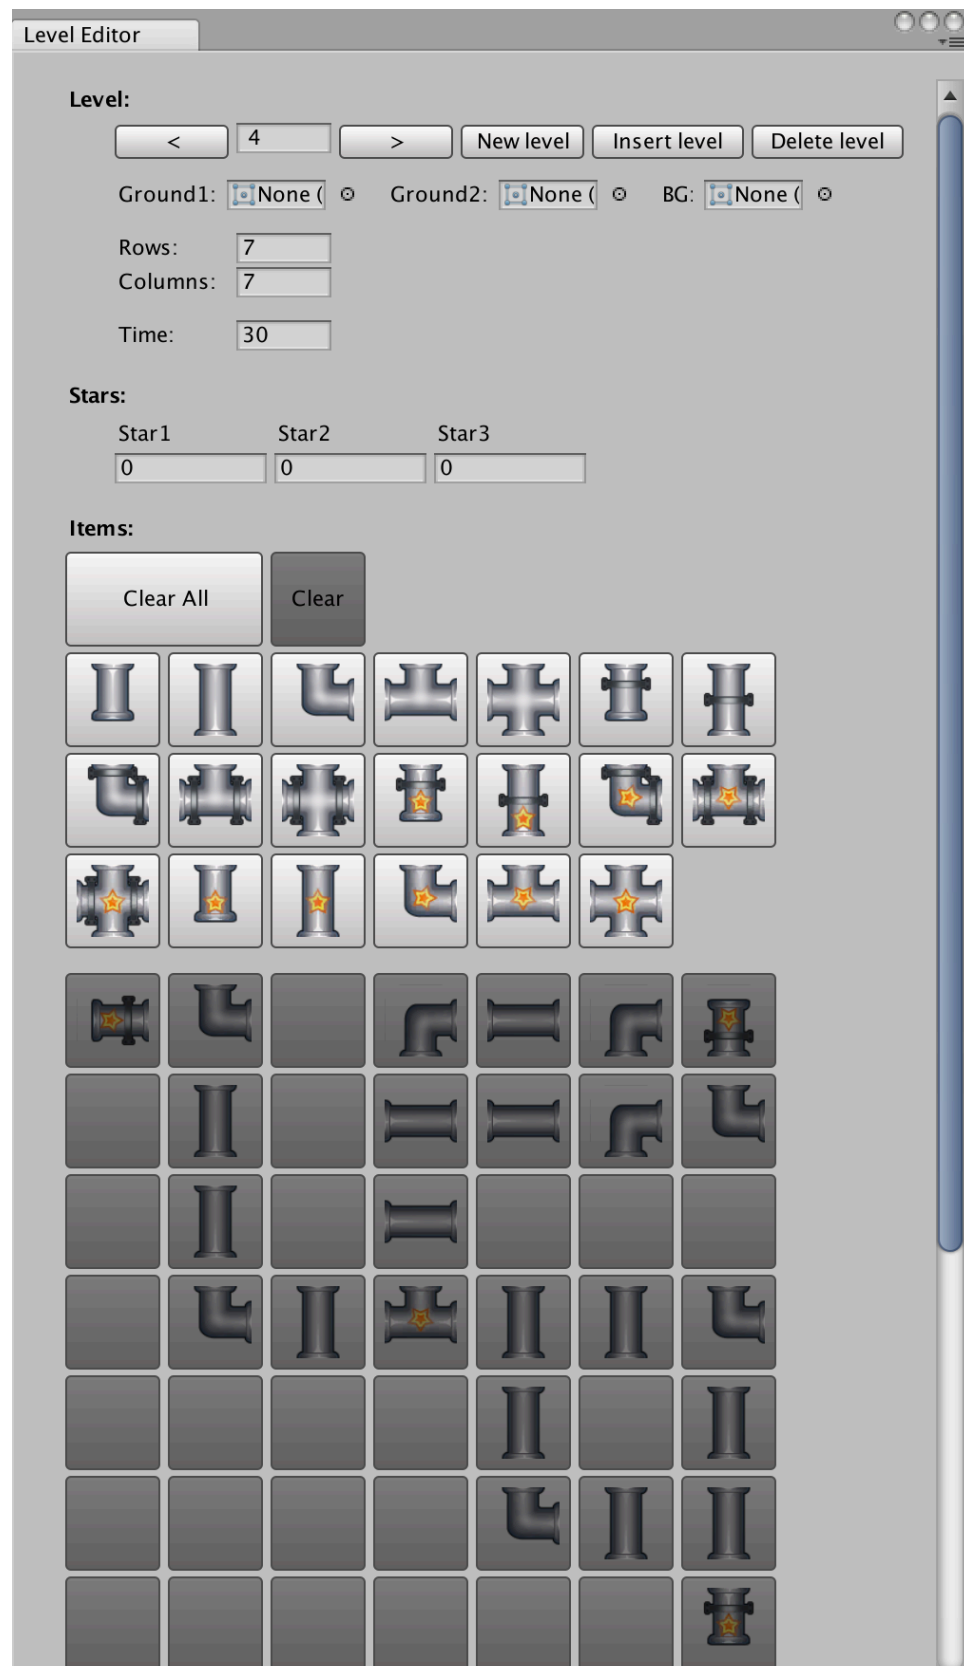 Level Editor
Level:
< 4 > New level Insert level Delete level
Ground1: None ( Ground2: None ( BG: None (
Rows: 7
Columns: 7
Time: 30
Stars:
Star1 Star2 Star3
0 0 0
Items:
Clear All Clear